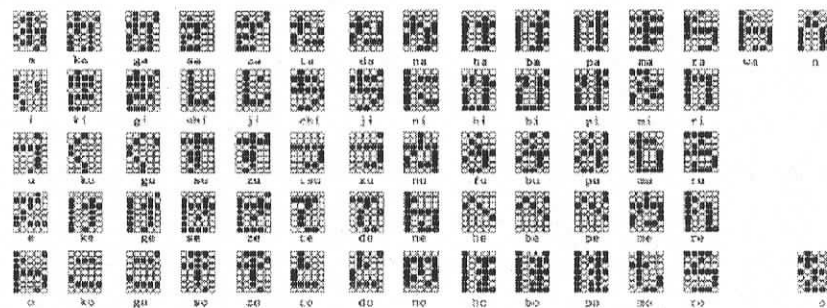 a ka ga sa za ta da na ha ba pa ma ra wa n
i ki gi shi ji chi ji ni hi bi pi mi ri
u ku gu su zu tsu zu nu fu bu pu mu ru
e ke ge se ze te de ne he be pe me re
o ko go so zo to do no ho bo po mo ro